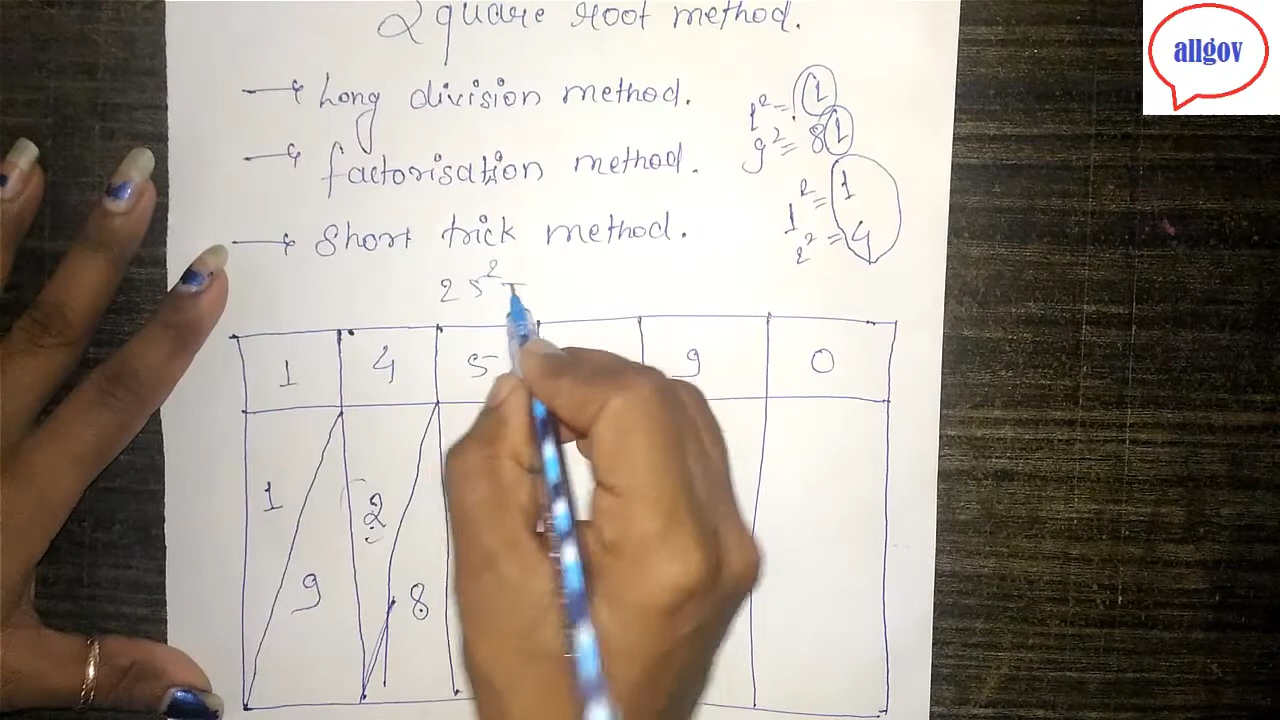 Square root method.
→ Long division method.
→ factorisation method.
→ Short trick method.
1² = 1
9² = 81
1² = 1
2² = 4
25² =
1 4 5 9 0
1 2
9 8
allgov